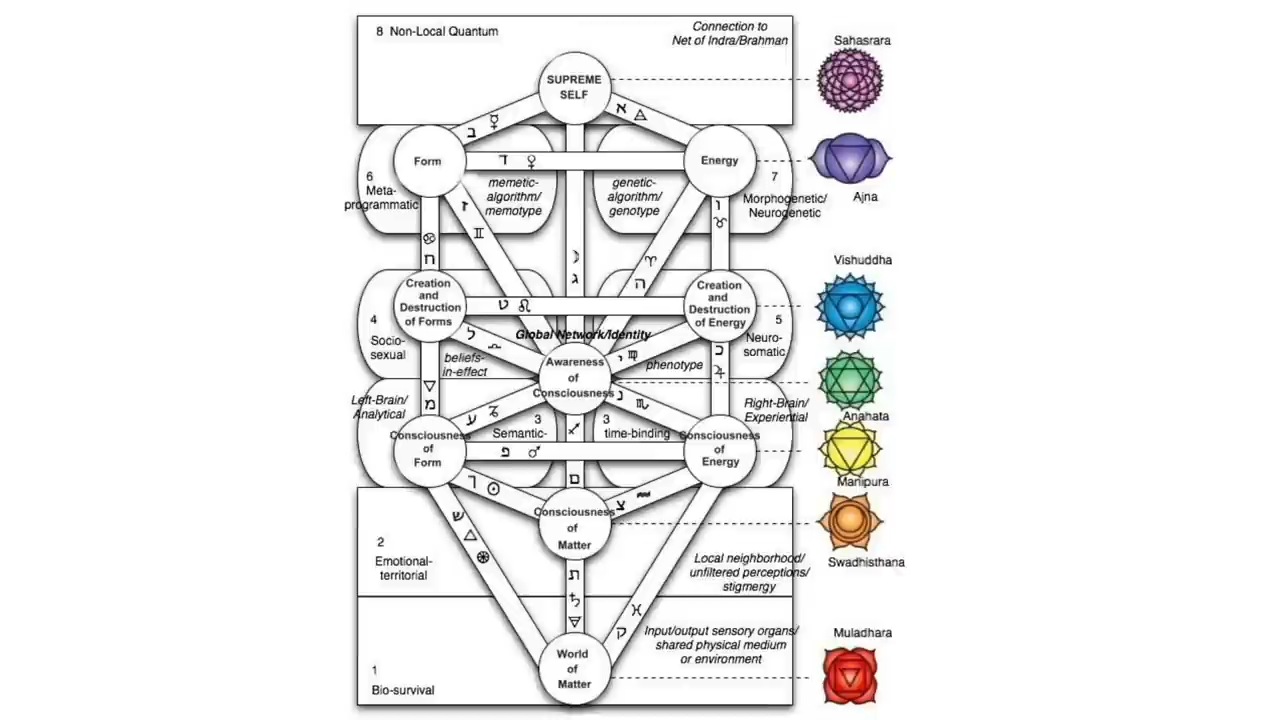 8 Non-Local Quantum
Connection to
Net of Indra/Brahman
Sahasrara
SUPREME
SELF
ב ☿
א 🜁
Form
ד ♀
Energy
Ajna
6
Meta-
programmatic
memetic-
algorithm/
memotype
genetic-
algorithm/
genotype
7
Morphogenetic/
Neurogenetic
ז
♊
ו
♉
♋
ח
☽
ג
♈
ה
Vishuddha
Creation
and
Destruction
of Forms
ט ♌
Creation
and
Destruction
of Energy
4
Socio-
sexual
5
Neuro-
somatic
Global Network/Identity
ל ♎
י ♍
כ
♃
beliefs-
in-effect
phenotype
Awareness
of
Consciousness
Anahata
▽
מ
Left-Brain/
Analytical
Right-Brain/
Experiential
ע ♑
נ ♏
3
Semantic-
♐
3
time-binding
Consciousness
of
Form
פ ♂
Consciousness
of
Energy
Manipura
ס
ר ☉
צ ♒
Consciousness
of
Matter
Swadhisthana
ש
△
2
Emotional-
territorial
Local neighborhood/
unfiltered perceptions/
stigmergy
ת
♄
🜃
♓
ק
Input/output sensory organs/
shared physical medium
or environment
Muladhara
World
of
Matter
1
Bio-survival